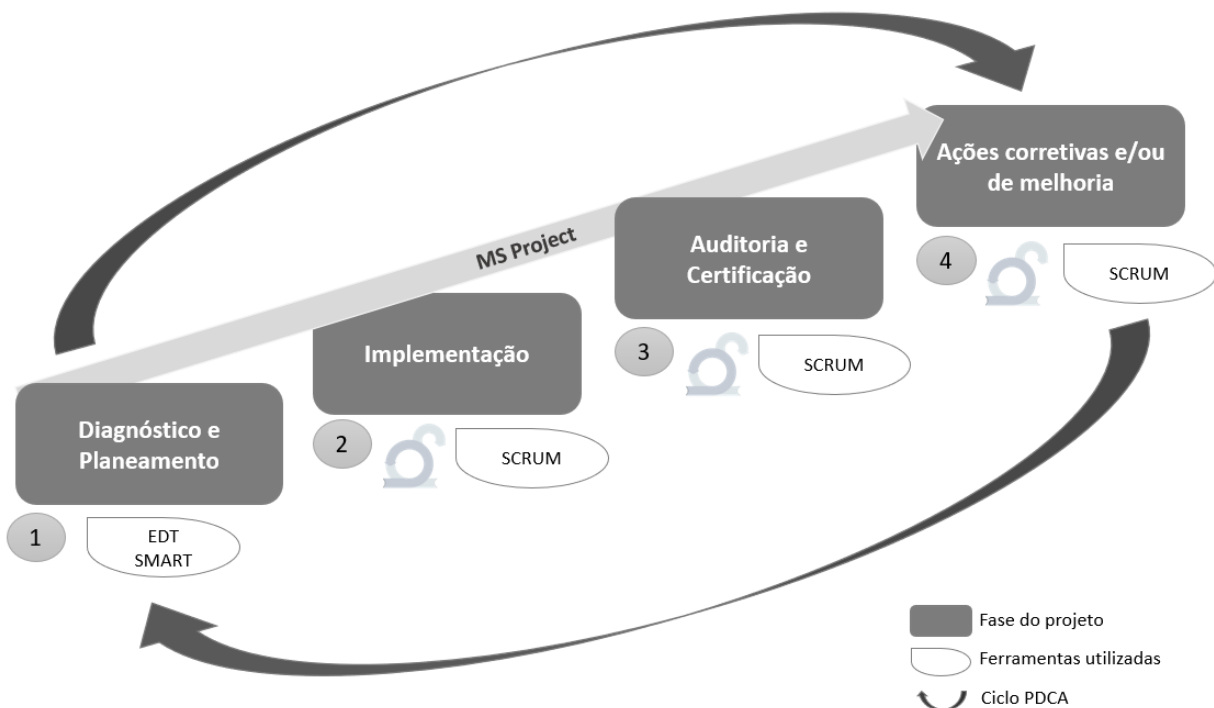 Ações corretivas e/ou
de melhoria
4
SCRUM
MS Project
Auditoria e
Certificação
3
SCRUM
Implementação
2
SCRUM
Diagnóstico e
Planeamento
1
EDT
SMART
Fase do projeto
Ferramentas utilizadas
Ciclo PDCA